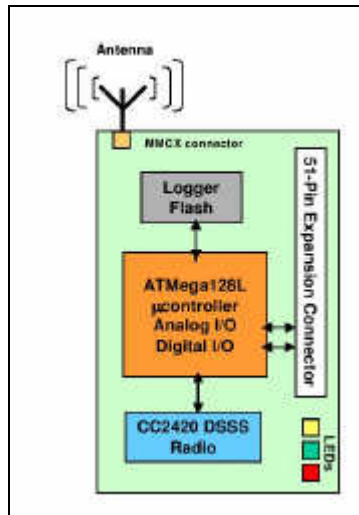 Antenna
MMCX connector
Logger
Flash
51-Pin Expansion Connector
ATMega128L
µcontroller
Analog I/O
Digital I/O
CC2420 DSSS
Radio
LEDs